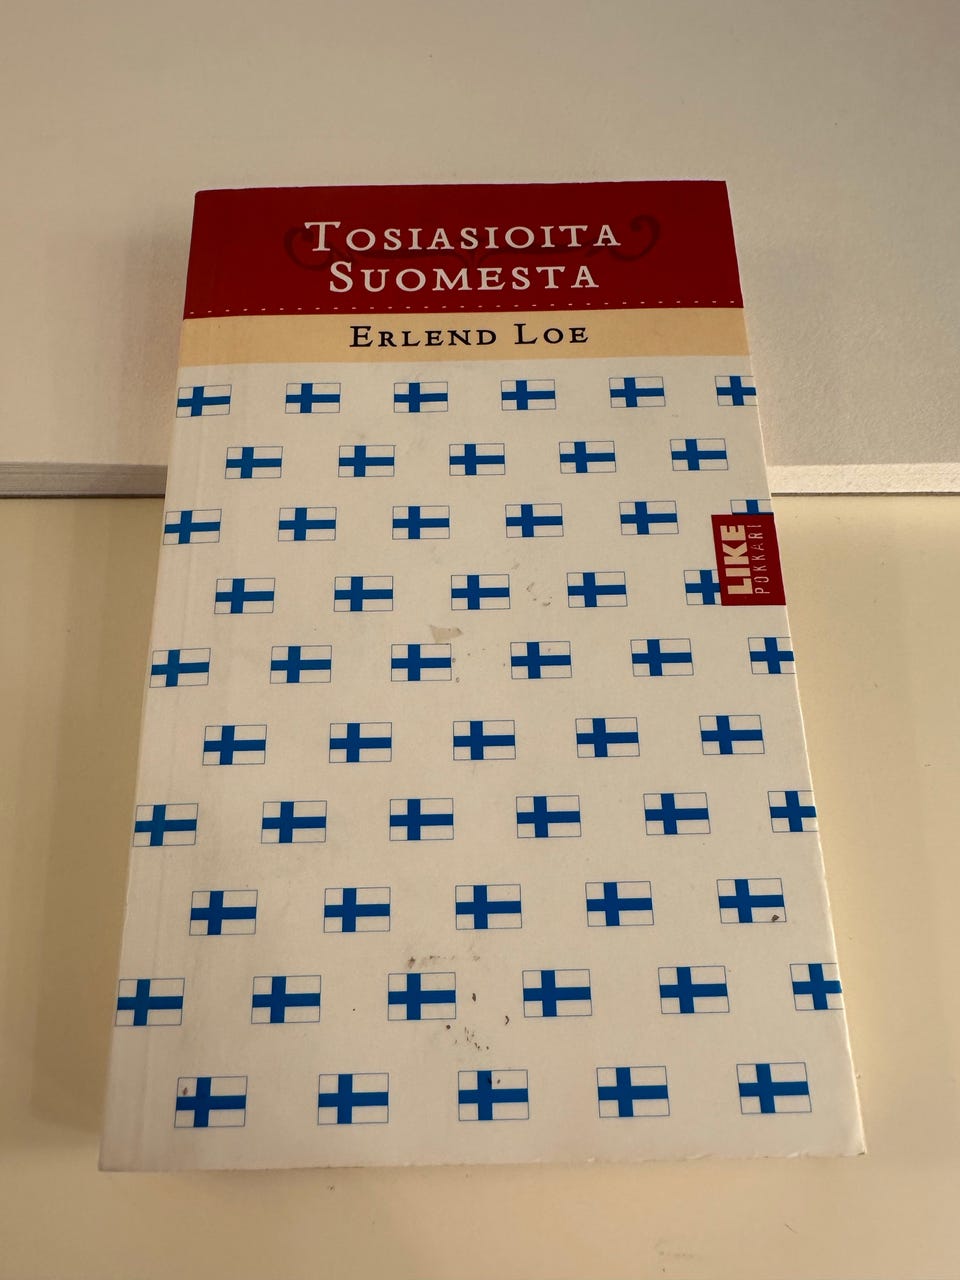 Tosiasioita
Suomesta
Erlend Loe
LIKE
POKKARI